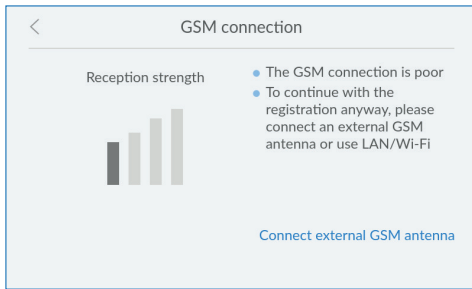 GSM connection
Reception strength
The GSM connection is poor
To continue with the
registration anyway, please
connect an external GSM
antenna or use LAN/Wi-Fi
Connect external GSM antenna